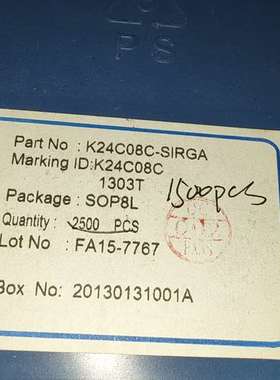 PS
Part No : K24C08C-SIRGA
Marking ID:K24C08C
1303T
1500pcs
Package : SOP8L
Quantity : 2500 PCS
Lot No : FA15-7767
Box No: 20130131001A